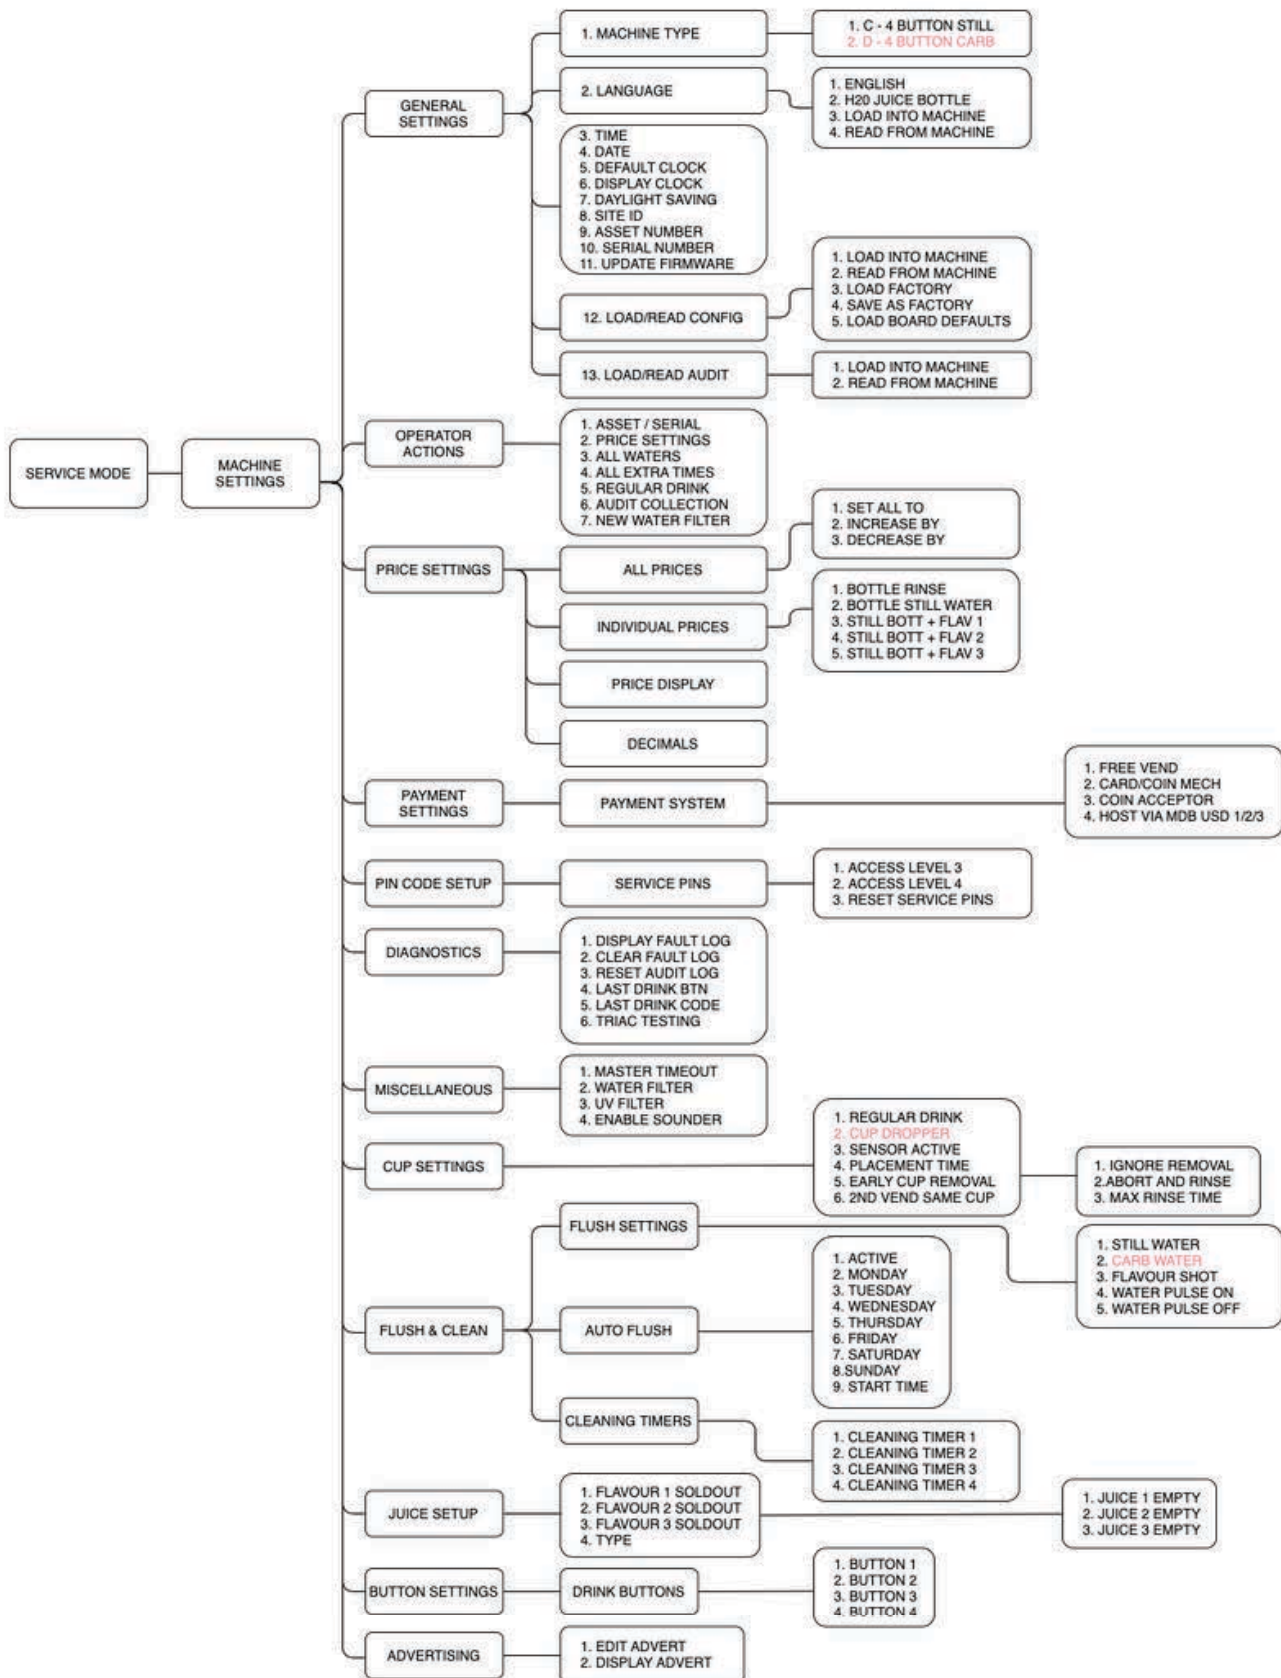 SERVICE MODE
MACHINE
SETTINGS
GENERAL
SETTINGS
1. MACHINE TYPE
1. C - 4 BUTTON STILL
2. D - 4 BUTTON CARB
2. LANGUAGE
1. ENGLISH
2. H20 JUICE BOTTLE
3. LOAD INTO MACHINE
4. READ FROM MACHINE
3. TIME
4. DATE
5. DEFAULT CLOCK
6. DISPLAY CLOCK
7. DAYLIGHT SAVING
8. SITE ID
9. ASSET NUMBER
10. SERIAL NUMBER
11. UPDATE FIRMWARE
12. LOAD/READ CONFIG
1. LOAD INTO MACHINE
2. READ FROM MACHINE
3. LOAD FACTORY
4. SAVE AS FACTORY
5. LOAD BOARD DEFAULTS
13. LOAD/READ AUDIT
1. LOAD INTO MACHINE
2. READ FROM MACHINE
OPERATOR
ACTIONS
1. ASSET / SERIAL
2. PRICE SETTINGS
3. ALL WATERS
4. ALL EXTRA TIMES
5. REGULAR DRINK
6. AUDIT COLLECTION
7. NEW WATER FILTER
PRICE SETTINGS
ALL PRICES
1. SET ALL TO
2. INCREASE BY
3. DECREASE BY
INDIVIDUAL PRICES
1. BOTTLE RINSE
2. BOTTLE STILL WATER
3. STILL BOTT + FLAV 1
4. STILL BOTT + FLAV 2
5. STILL BOTT + FLAV 3
PRICE DISPLAY
DECIMALS
PAYMENT
SETTINGS
PAYMENT SYSTEM
1. FREE VEND
2. CARD/COIN MECH
3. COIN ACCEPTOR
4. HOST VIA MDB USD 1/2/3
PIN CODE SETUP
SERVICE PINS
1. ACCESS LEVEL 3
2. ACCESS LEVEL 4
3. RESET SERVICE PINS
DIAGNOSTICS
1. DISPLAY FAULT LOG
2. CLEAR FAULT LOG
3. RESET AUDIT LOG
4. LAST DRINK BTN
5. LAST DRINK CODE
6. TRIAC TESTING
MISCELLANEOUS
1. MASTER TIMEOUT
2. WATER FILTER
3. UV FILTER
4. ENABLE SOUNDER
CUP SETTINGS
1. REGULAR DRINK
2. CUP DROPPER
3. SENSOR ACTIVE
4. PLACEMENT TIME
5. EARLY CUP REMOVAL
6. 2ND VEND SAME CUP
1. IGNORE REMOVAL
2.ABORT AND RINSE
3. MAX RINSE TIME
FLUSH & CLEAN
FLUSH SETTINGS
1. STILL WATER
2. CARB WATER
3. FLAVOUR SHOT
4. WATER PULSE ON
5. WATER PULSE OFF
AUTO FLUSH
1. ACTIVE
2. MONDAY
3. TUESDAY
4. WEDNESDAY
5. THURSDAY
6. FRIDAY
7. SATURDAY
8.SUNDAY
9. START TIME
CLEANING TIMERS
1. CLEANING TIMER 1
2. CLEANING TIMER 2
3. CLEANING TIMER 3
4. CLEANING TIMER 4
JUICE SETUP
1. FLAVOUR 1 SOLDOUT
2. FLAVOUR 2 SOLDOUT
3. FLAVOUR 3 SOLDOUT
4. TYPE
1. JUICE 1 EMPTY
2. JUICE 2 EMPTY
3. JUICE 3 EMPTY
BUTTON SETTINGS
DRINK BUTTONS
1. BUTTON 1
2. BUTTON 2
3. BUTTON 3
4. BUTTON 4
ADVERTISING
1. EDIT ADVERT
2. DISPLAY ADVERT